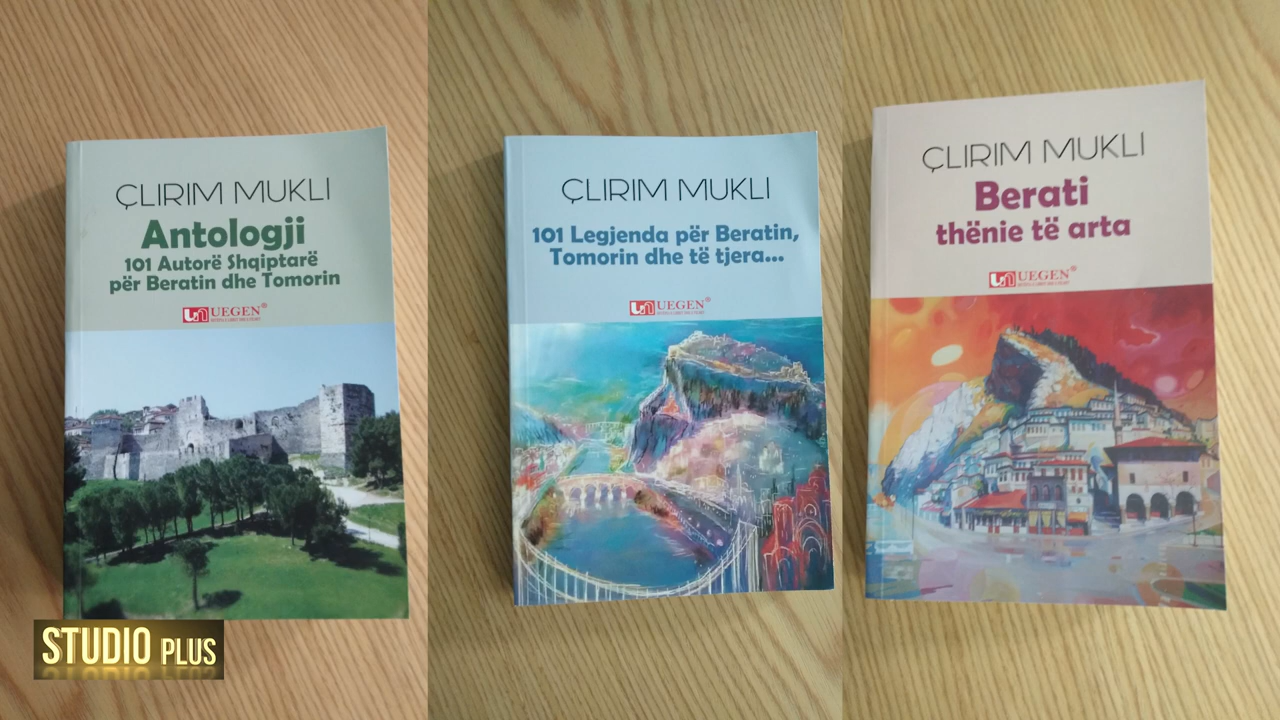 ÇLIRIM MUKLI
Antologji
101 Autorë Shqiptarë
për Beratin dhe Tomorin
UEGEN®
ÇLIRIM MUKLI
101 Legjenda për Beratin,
Tomorin dhe të tjera...
UEGEN®
ÇLIRIM MUKLI
Berati
thënie të arta
UEGEN®
STUDIO PLUS